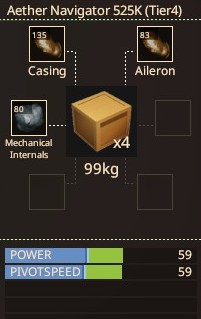 Aether Navigator 525K (Tier4)
135
83
Casing
Aileron
80
Mechanical
Internals
x4
99kg
POWER 59
PIVOTSPEED 59